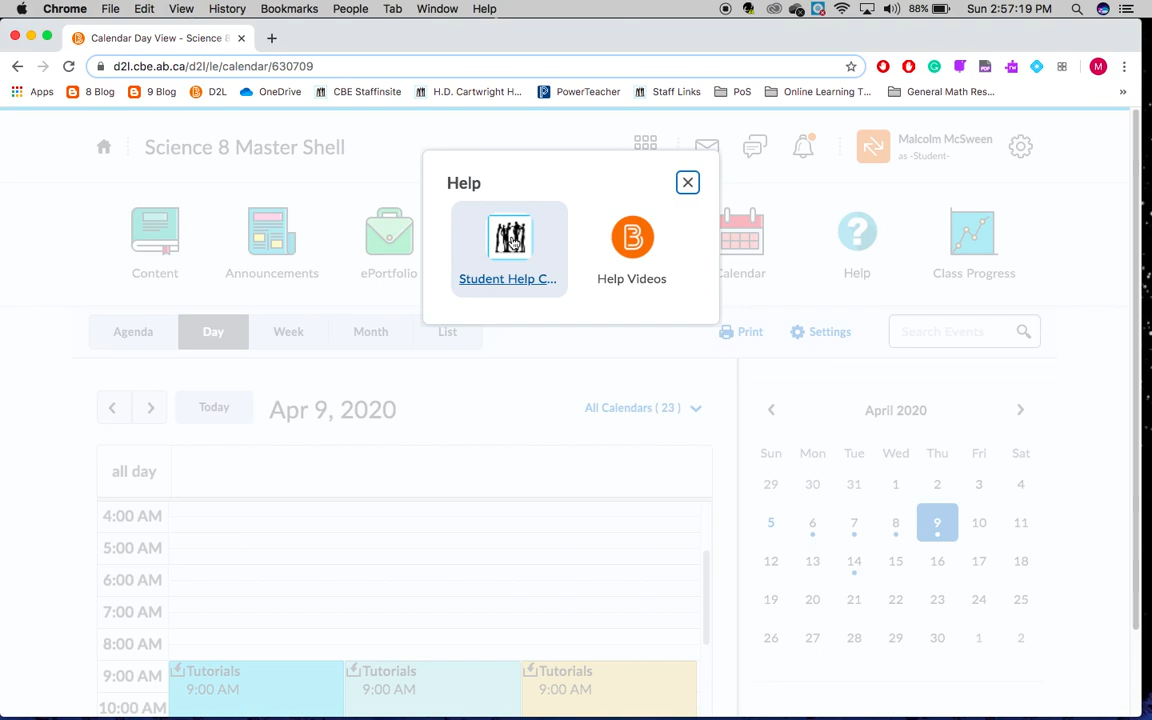 Chrome File Edit View History Bookmarks People Tab Window Help 88% Sun 2:57:19 PM
Calendar Day View - Science 8
d2l.cbe.ab.ca/d2l/le/calendar/630709
M
Apps 8 Blog 9 Blog D2L OneDrive CBE Staffinsite H.D. Cartwright H... PowerTeacher Staff Links PoS Online Learning T... General Math Res... »
Science 8 Master Shell
Malcolm McSween
as -Student-
Help
Student Help C... Help Videos
Content Announcements ePortfolio Calendar Help Class Progress
Agenda Day Week Month List Print Settings Search Events
Today Apr 9, 2020 All Calendars ( 23 )
April 2020
Sun Mon Tue Wed Thu Fri Sat
29 30 31 1 2 3 4
5 6 7 8 9 10 11
12 13 14 15 16 17 18
19 20 21 22 23 24 25
26 27 28 29 30 1 2
all day
4:00 AM
5:00 AM
6:00 AM
7:00 AM
8:00 AM
9:00 AM
10:00 AM
Tutorials Tutorials Tutorials
9:00 AM 9:00 AM 9:00 AM